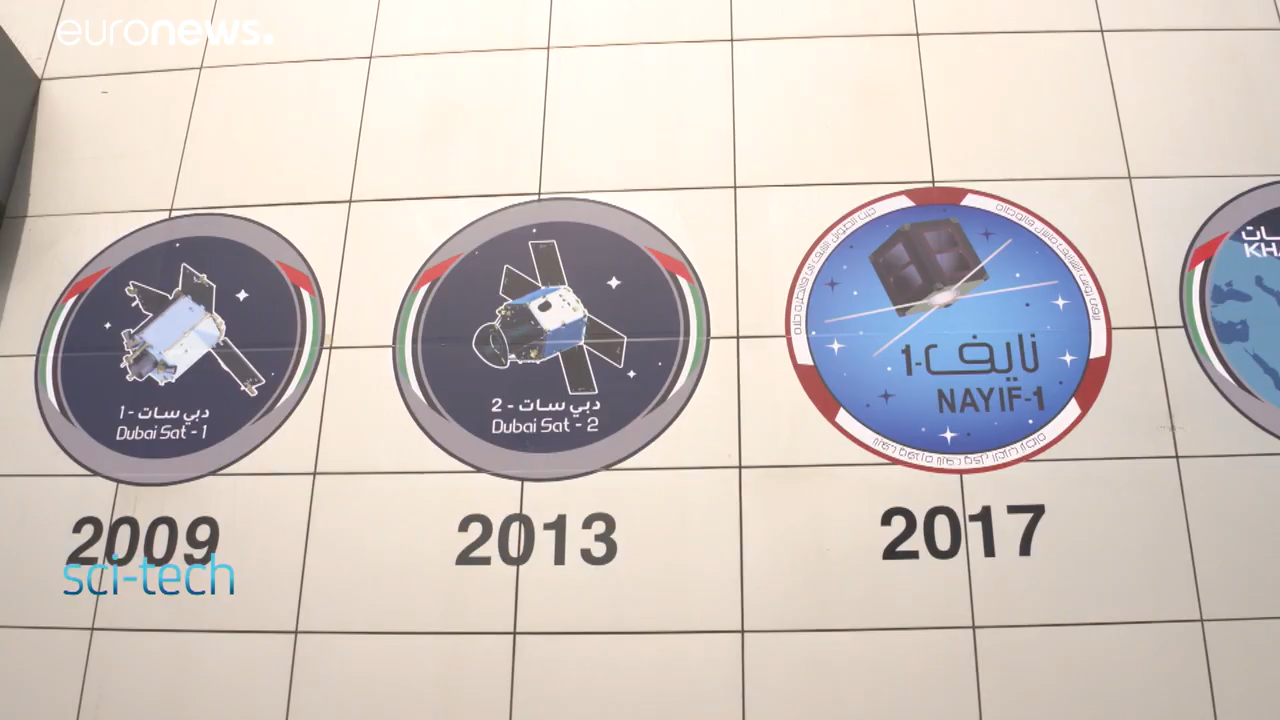 euronews.
دبي سات - 1
Dubai Sat - 1
2009
دبي سات - 2
Dubai Sat - 2
2013
نايف-1
NAYIF-1
2017
sci-tech